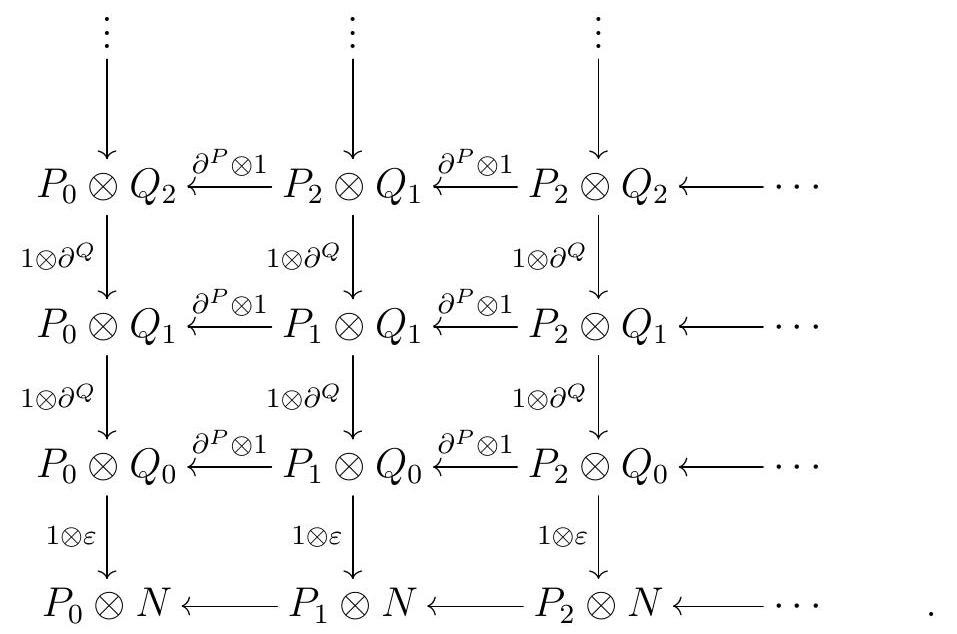 ⋮ ⋮ ⋮
P₀ ⊗ Q₂ ←∂ᴾ⊗1 P₂ ⊗ Q₁ ←∂ᴾ⊗1 P₂ ⊗ Q₂ ← ⋯
1⊗∂^Q 1⊗∂^Q 1⊗∂^Q
P₀ ⊗ Q₁ ←∂ᴾ⊗1 P₁ ⊗ Q₁ ←∂ᴾ⊗1 P₂ ⊗ Q₁ ← ⋯
1⊗∂^Q 1⊗∂^Q 1⊗∂^Q
P₀ ⊗ Q₀ ←∂ᴾ⊗1 P₁ ⊗ Q₀ ←∂ᴾ⊗1 P₂ ⊗ Q₀ ← ⋯
1⊗ε 1⊗ε 1⊗ε
P₀ ⊗ N ← P₁ ⊗ N ← P₂ ⊗ N ← ⋯ .